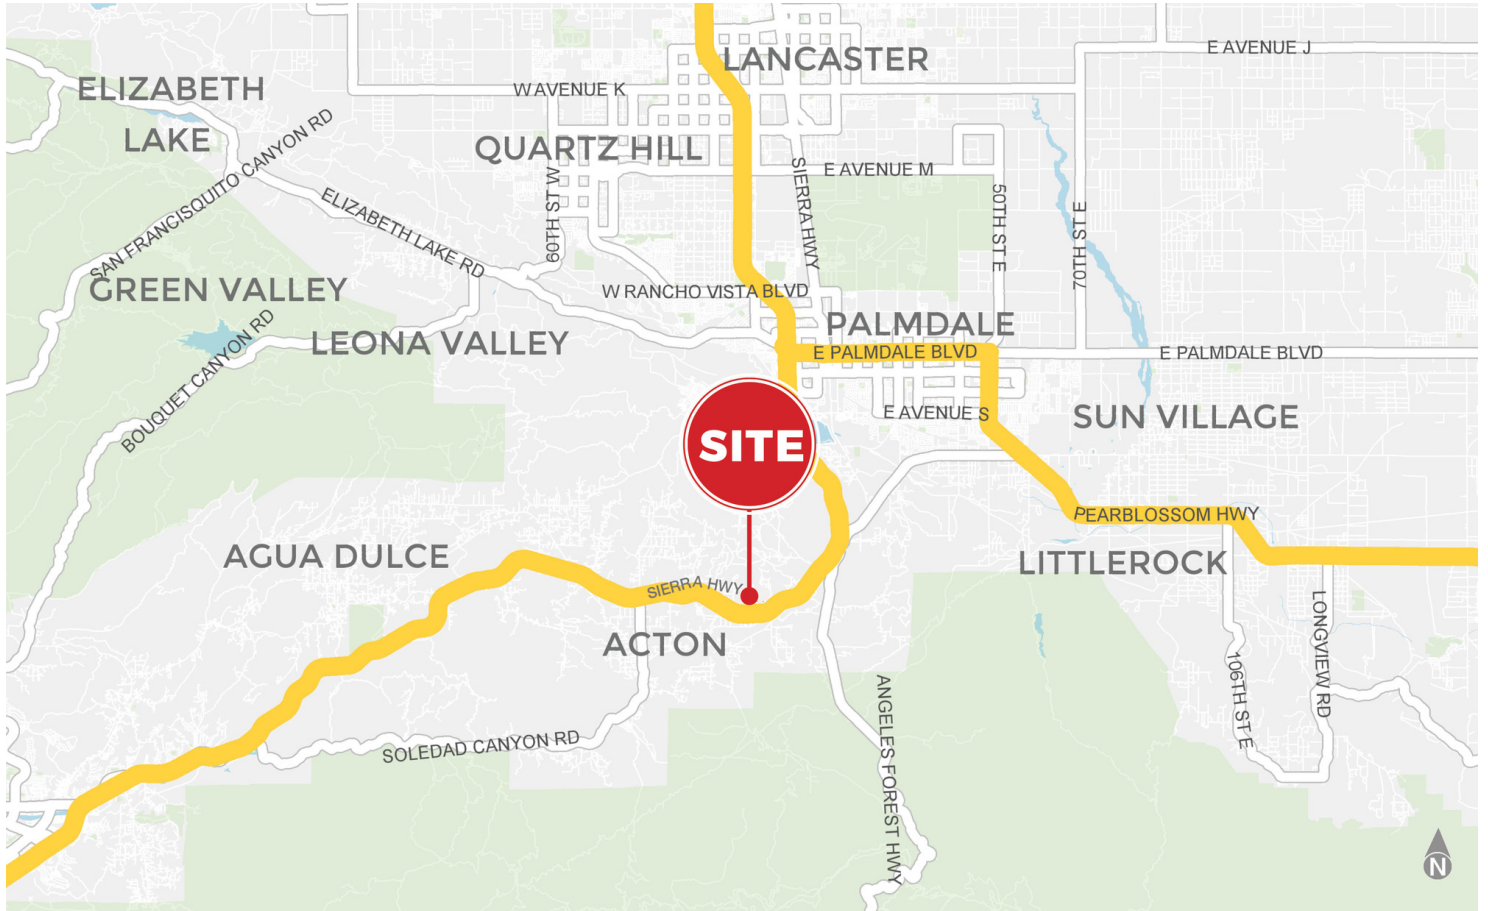 LANCASTER
E AVENUE J
ELIZABETH
LAKE
W AVENUE K
SAN FRANCISQUITO CANYON RD
QUARTZ HILL
E AVENUE M
SIERRA HWY
60TH ST W
50TH ST E
70TH ST E
ELIZABETH LAKE RD
GREEN VALLEY
W RANCHO VISTA BLVD
PALMDALE
LEONA VALLEY
E PALMDALE BLVD
E PALMDALE BLVD
BOUQUET CANYON RD
E AVENUE S
SUN VILLAGE
SITE
PEARBLOSSOM HWY
AGUA DULCE
LITTLEROCK
SIERRA HWY
ACTON
LONGVIEW RD
106TH ST E
ANGELES FOREST HWY
SOLEDAD CANYON RD
N